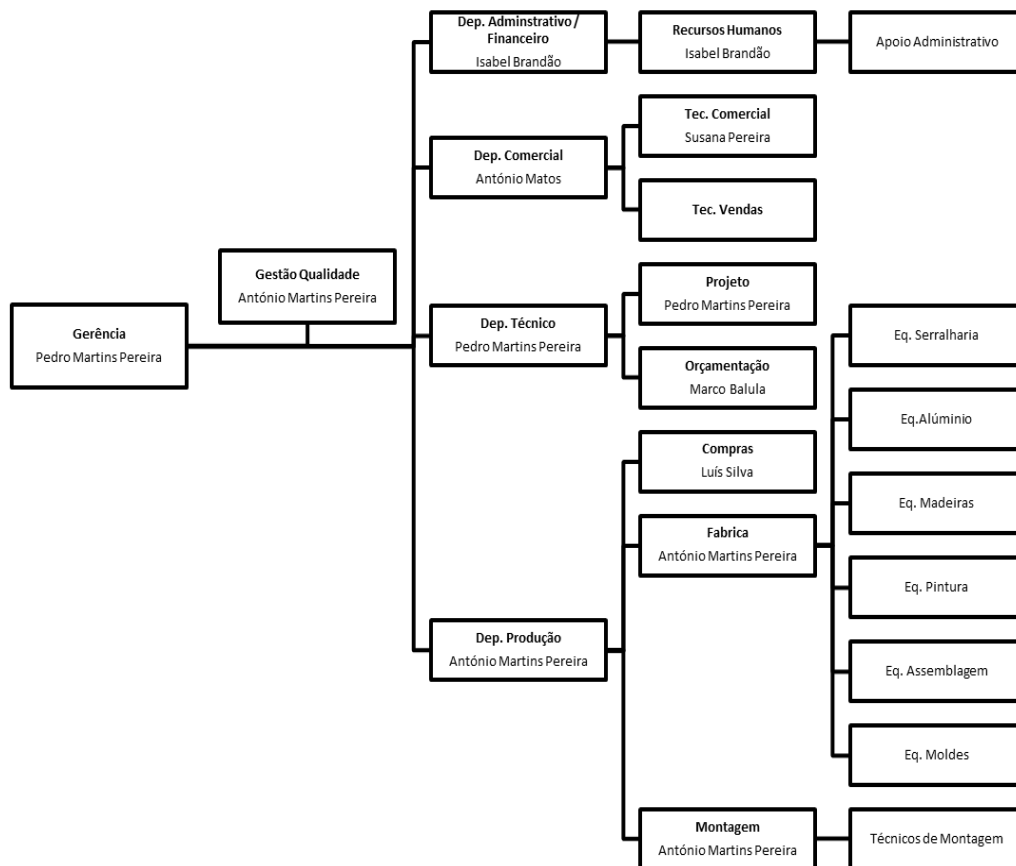 Dep. Adminstrativo /
Financeiro
Isabel Brandão
Recursos Humanos
Isabel Brandão
Apoio Administrativo
Tec. Comercial
Susana Pereira
Dep. Comercial
António Matos
Tec. Vendas
Gestão Qualidade
António Martins Pereira
Gerência
Pedro Martins Pereira
Dep. Técnico
Pedro Martins Pereira
Projeto
Pedro Martins Pereira
Orçamentação
Marco Balula
Compras
Luís Silva
Fabrica
António Martins Pereira
Eq. Serralharia
Eq.Alúminio
Eq. Madeiras
Eq. Pintura
Eq. Assemblagem
Eq. Moldes
Dep. Produção
António Martins Pereira
Montagem
António Martins Pereira
Técnicos de Montagem